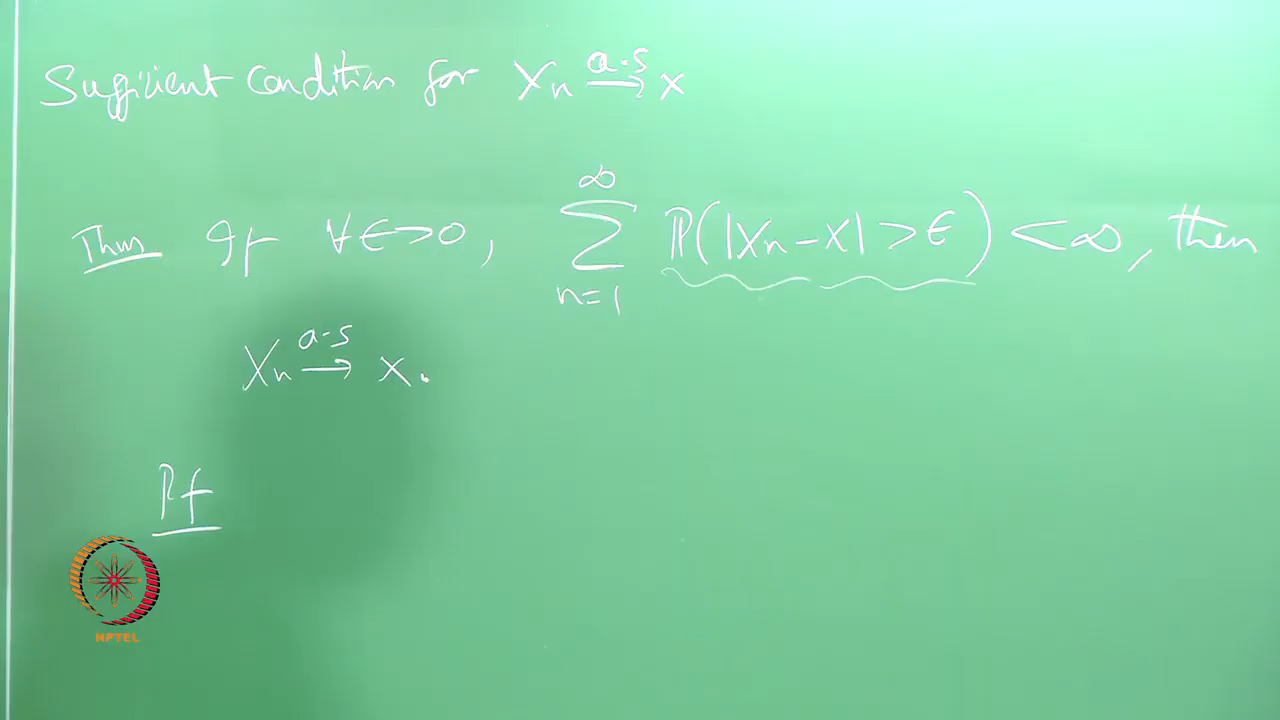 Sufficient Condition for Xn a.s→ X
Thm If ∀ϵ>0, ∞∑n=1 ℙ(|Xn-X|>ϵ) <∞, then
Xn a.s→ X.
Pf
NPTEL